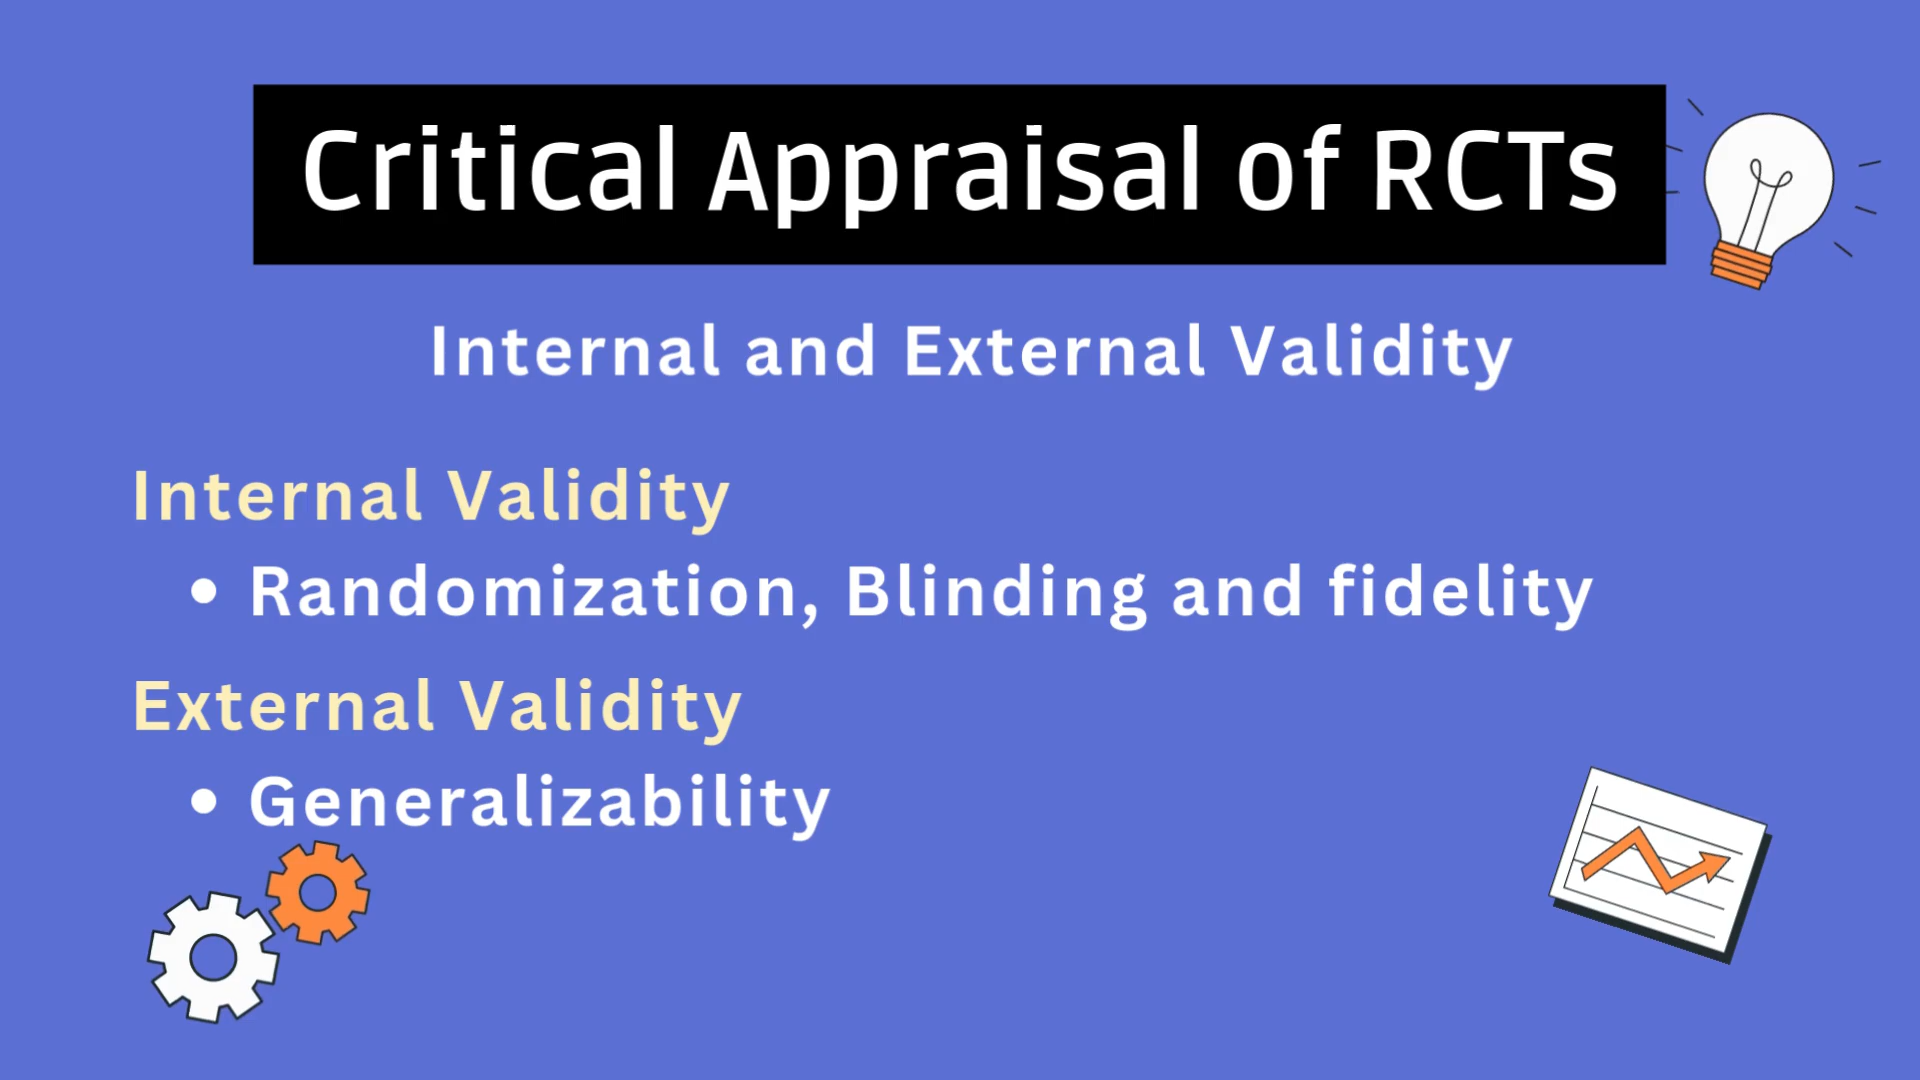 Critical Appraisal of RCTs
Internal and External Validity
Internal Validity
• Randomization, Blinding and fidelity
External Validity
• Generalizability